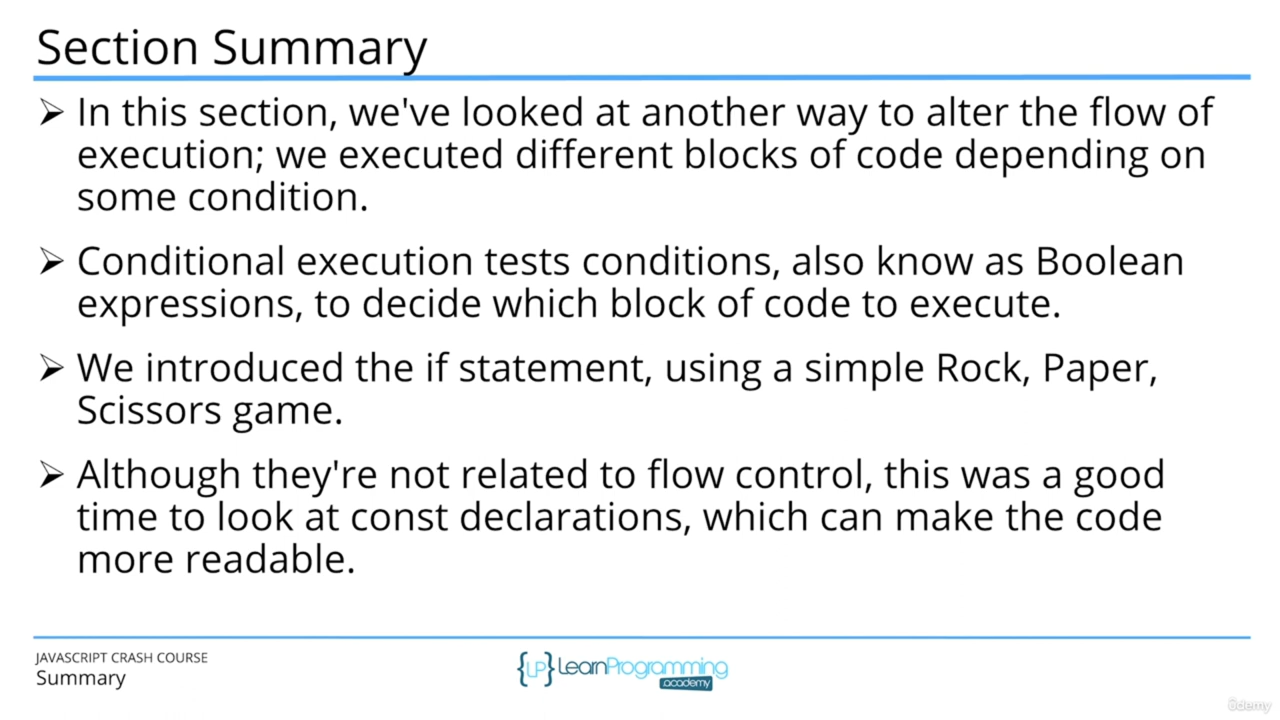 Section Summary
➢ In this section, we've looked at another way to alter the flow of
execution; we executed different blocks of code depending on
some condition.
➢ Conditional execution tests conditions, also know as Boolean
expressions, to decide which block of code to execute.
➢ We introduced the if statement, using a simple Rock, Paper,
Scissors game.
➢ Although they're not related to flow control, this was a good
time to look at const declarations, which can make the code
more readable.
JAVASCRIPT CRASH COURSE
Summary
{LP} LearnProgramming
.academy
ûdemy